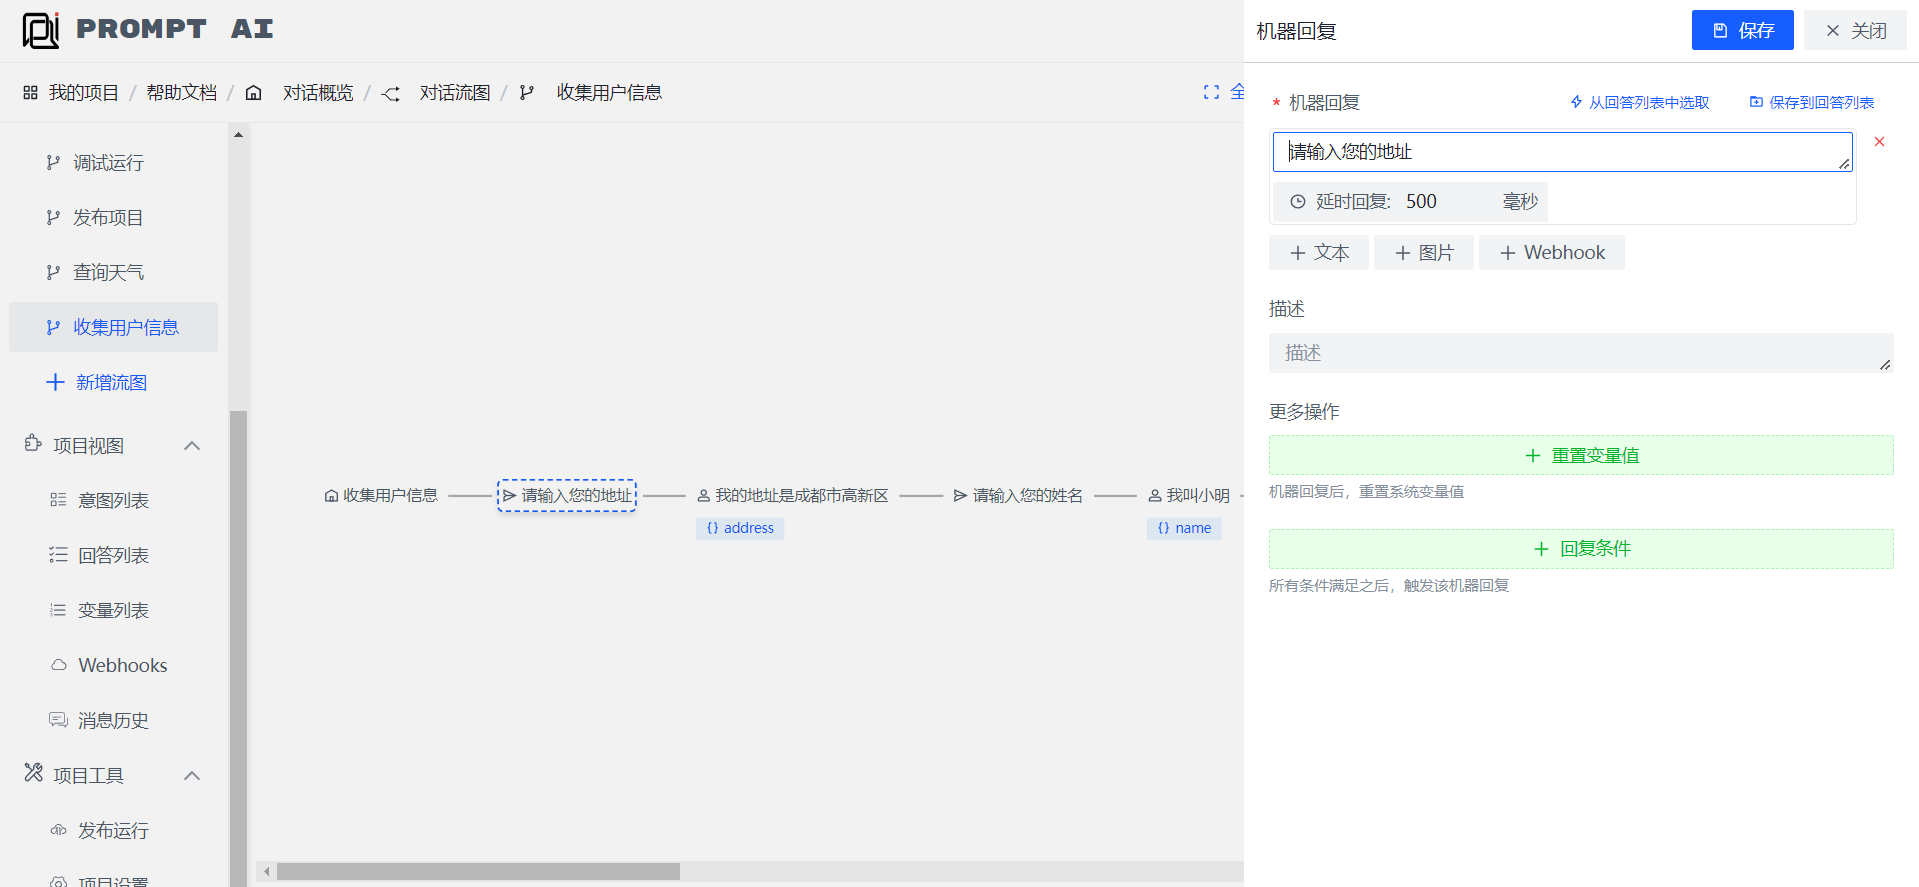 PROMPT AI
我的项目 / 帮助文档 / 对话概览 / 对话流图 / 收集用户信息
全
调试运行
发布项目
查询天气
收集用户信息
新增流图
项目视图
意图列表
回答列表
变量列表
Webhooks
消息历史
项目工具
发布运行
项目设置
收集用户信息
请输入您的地址
我的地址是成都市高新区
{} address
请输入您的姓名
我叫小明
{} name
机器回复
保存
关闭
* 机器回复
从回答列表中选取
保存到回答列表
请输入您的地址
延时回复: 500 毫秒
+ 文本
+ 图片
+ Webhook
描述
描述
更多操作
+ 重置变量值
机器回复后，重置系统变量值
+ 回复条件
所有条件满足之后，触发该机器回复